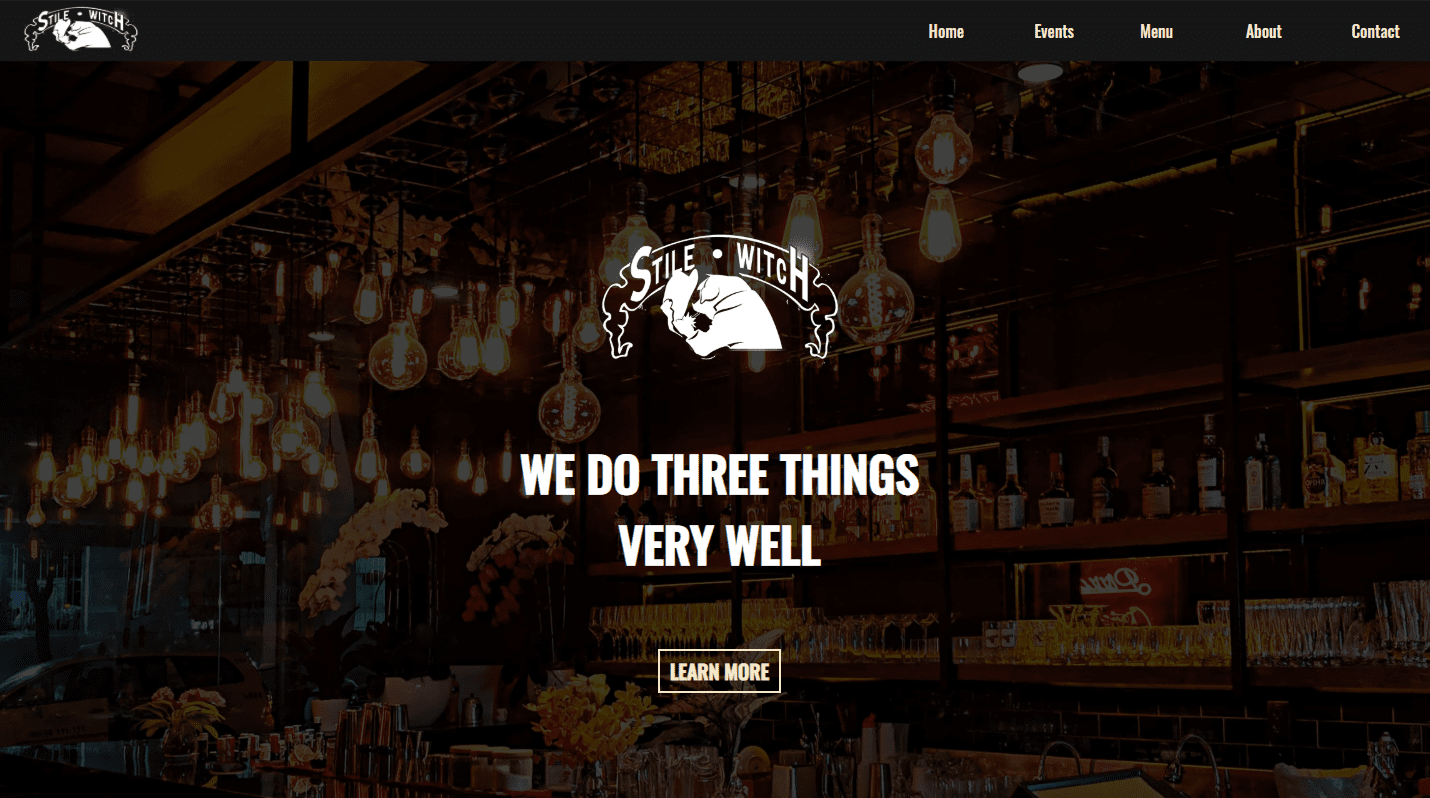 STILE • WITCH
Home
Events
Menu
About
Contact
STILE • WITCH
WE DO THREE THINGS
VERY WELL
LEARN MORE